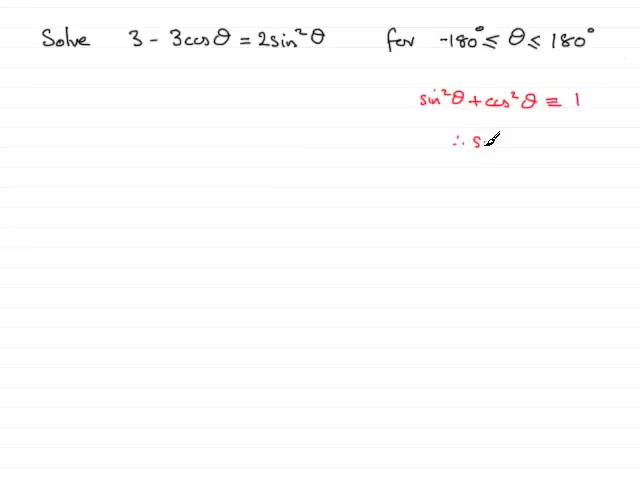 Solve 3 - 3cosθ = 2sin²θ for -180° ≤ θ ≤ 180°
sin²θ + cos²θ ≡ 1
∴ s